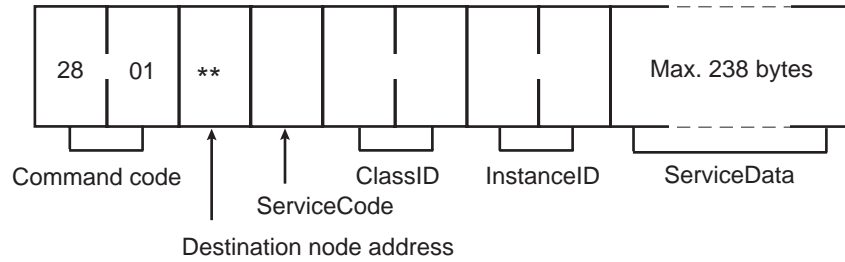 28 01 ** Max. 238 bytes
Command code ClassID InstanceID ServiceData
ServiceCode
Destination node address